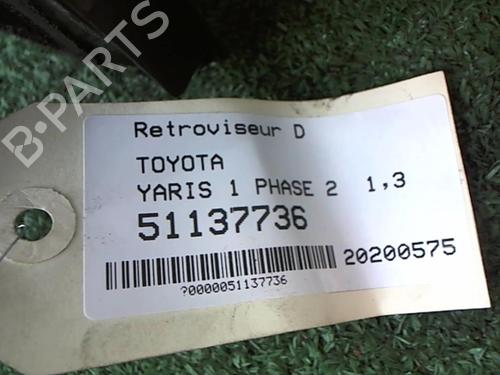 B-PARTS
Retroviseur D
TOYOTA
YARIS 1 PHASE 2 1,3
51137736
20200575
?0000051137736